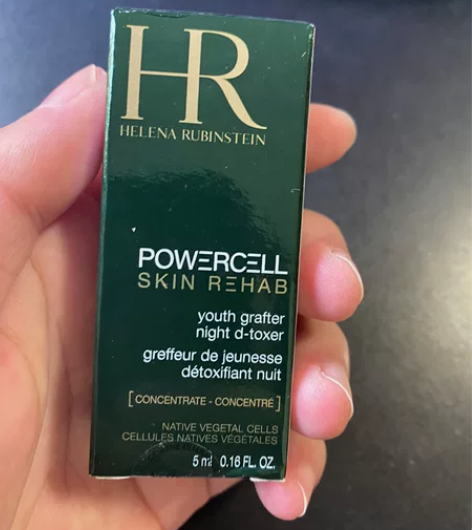 HR
HELENA RUBINSTEIN
POWERCELL
SKIN REHAB
youth grafter
night d-toxer
greffeur de jeunesse
détoxifiant nuit
[CONCENTRATE - CONCENTRÉ]
NATIVE VEGETAL CELLS
CELLULES NATIVES VÉGÉTALES
5 ml 0.16 FL. OZ.